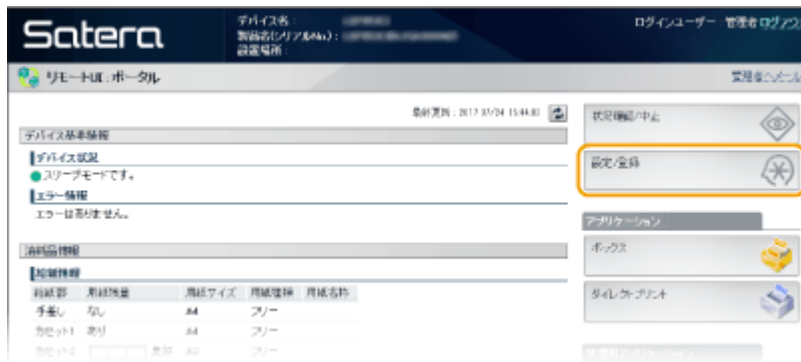 Satera
デバイス名 :
製品名(シリアルNo.) :
設置場所 :
ログインユーザー : 管理者 ログアウト
リモートUI : ポータル
管理者へメール
最終更新 : 2017 07/24 15:44:03
デバイス基本情報
デバイス状況
スリープモードです。
エラー情報
エラーはありません。
消耗品情報
給紙情報
給紙部 用紙残量 用紙サイズ 用紙種類 用紙名称
手差し なし A4 フリー
カセット1 あり A4 フリー
カセット2 A3 フリー
状況確認/中止
設定/登録
アプリケーション
ボックス
ダイレクトプリント